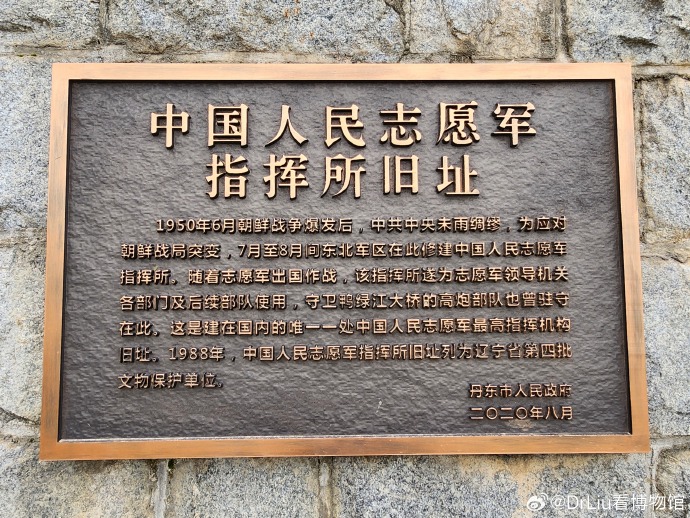 中国人民志愿军
指挥所旧址
1950年6月朝鲜战争爆发后，中共中央未雨绸缪，为应对
朝鲜战局突变，7月至8月间东北军区在此修建中国人民志愿军
指挥所。随着志愿军出国作战，该指挥所遂为志愿军领导机关
各部门及后续部队使用，守卫鸭绿江大桥的高炮部队也曾驻守
在此。这是建在国内的唯一一处中国人民志愿军最高指挥机构
旧址。1988年，中国人民志愿军指挥所旧址列为辽宁省第四批
文物保护单位。
丹东市人民政府
二〇二〇年八月
@DrLiu看博物馆